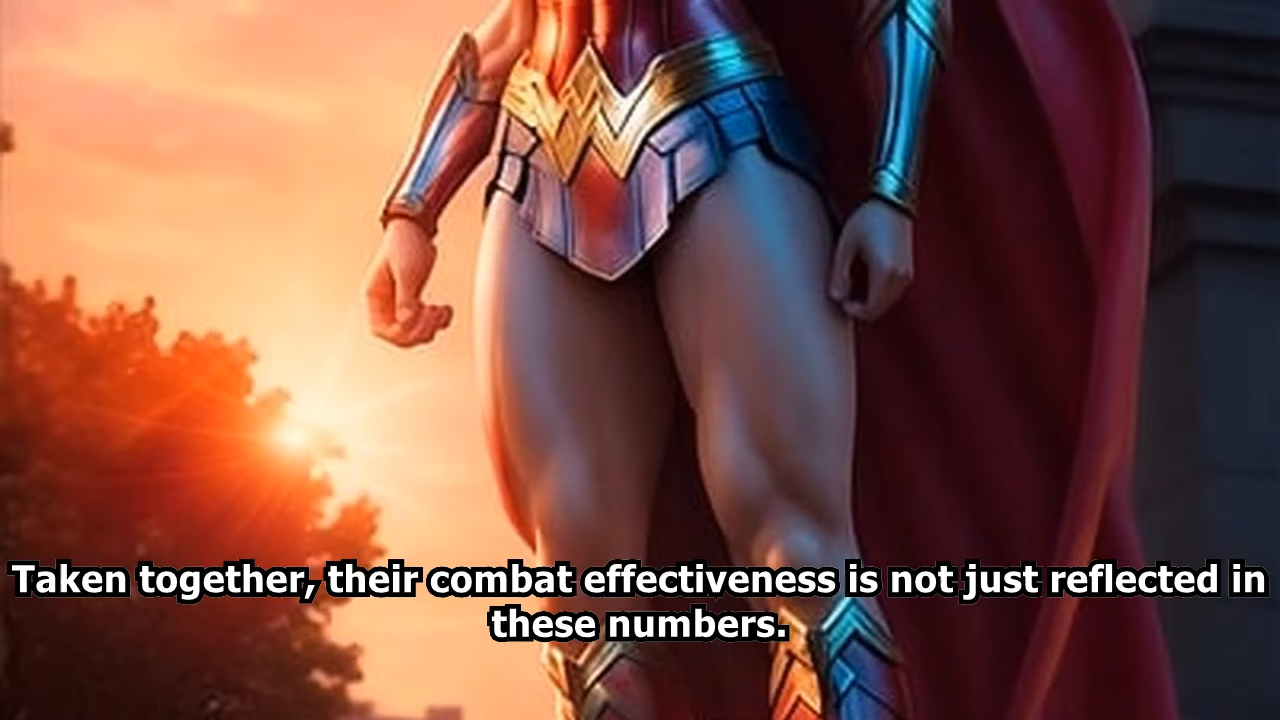 Taken together, their combat effectiveness is not just reflected in
these numbers.